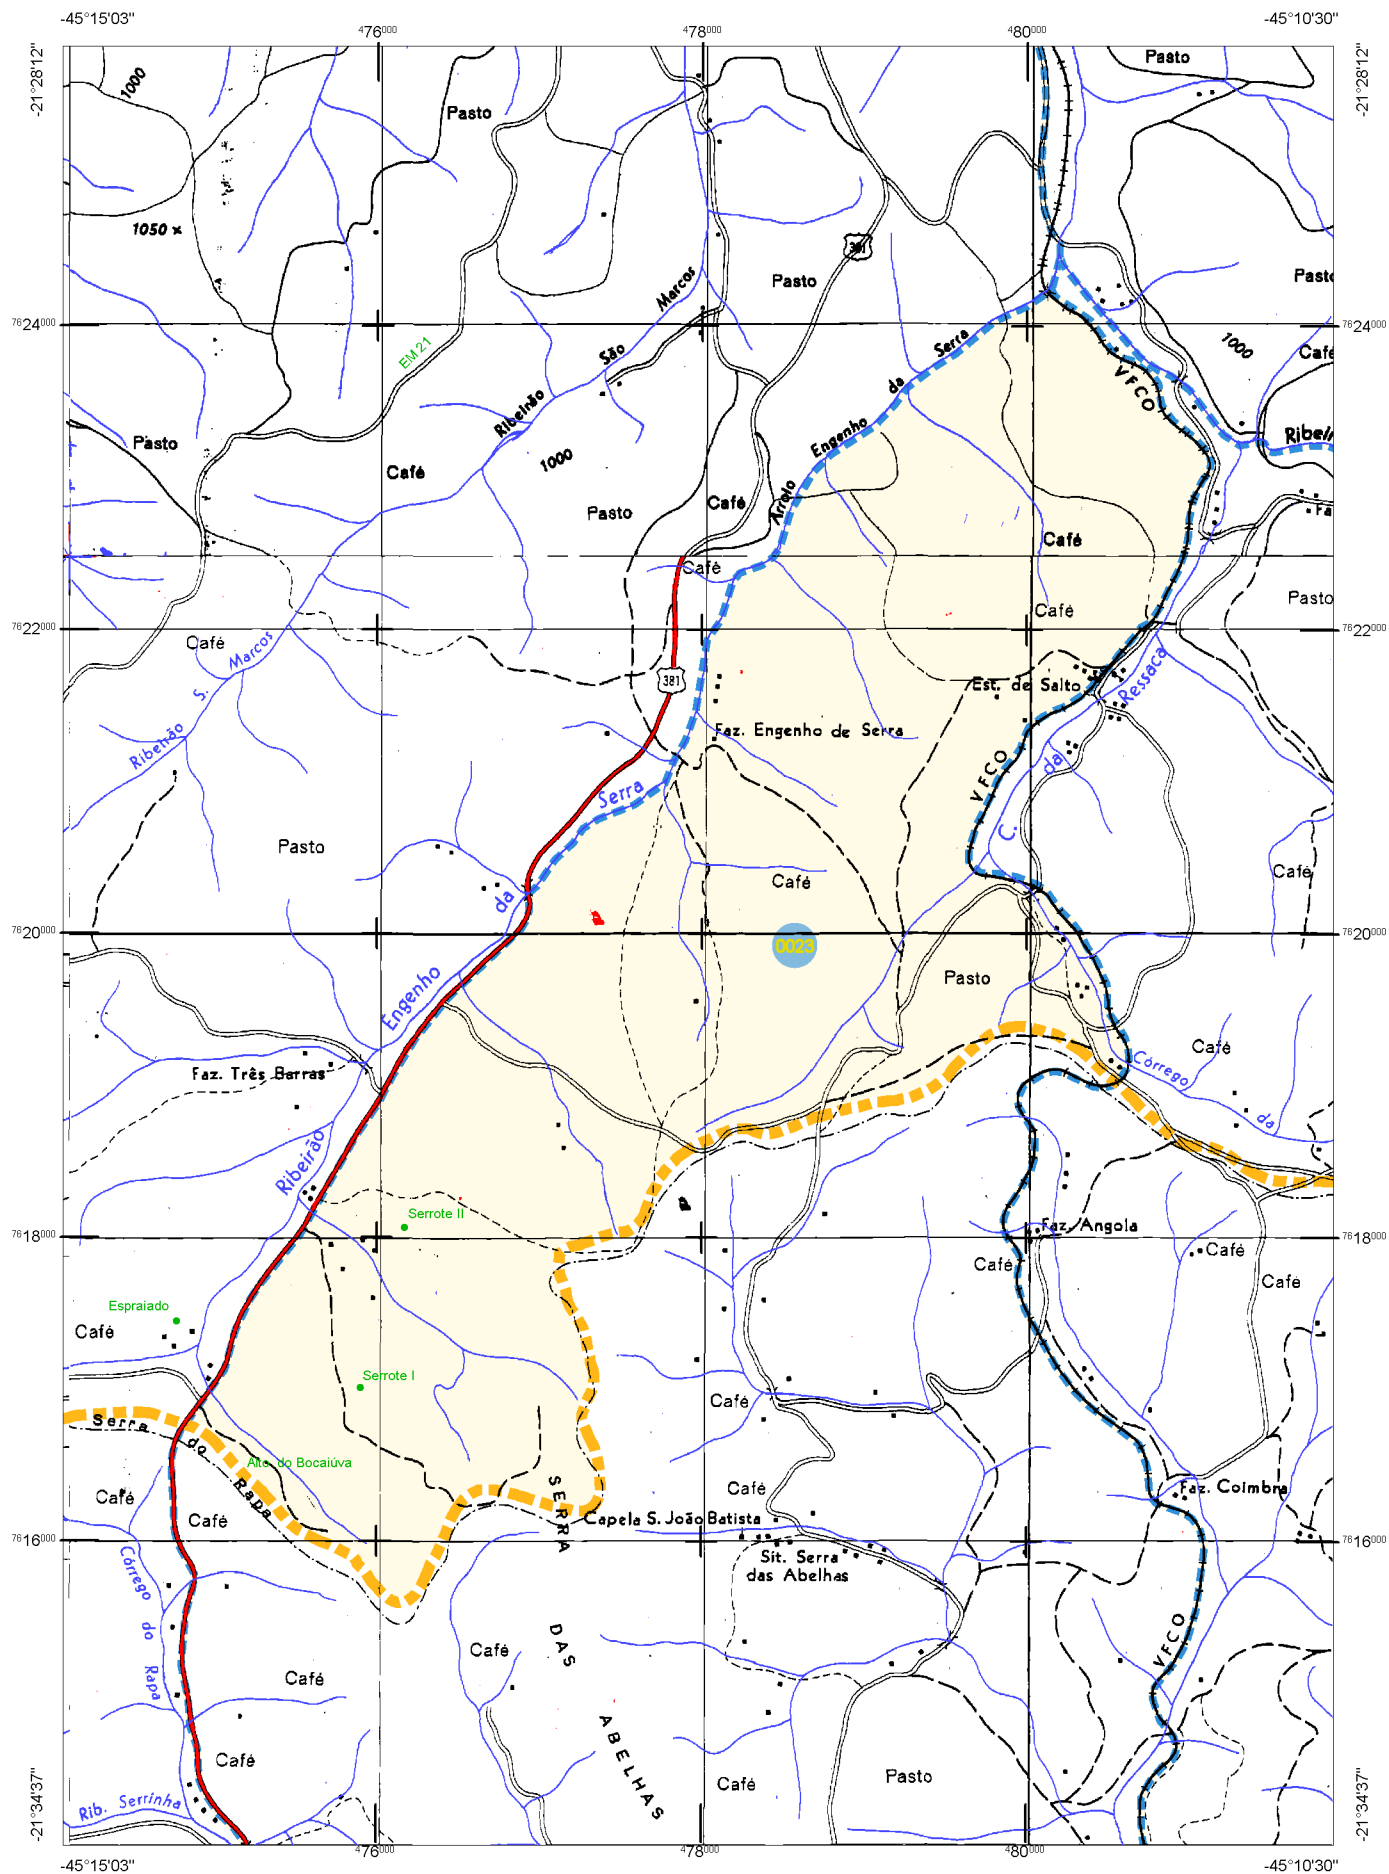 -45°15'03"
-45°10'30"
476000
478000
480000
-21°28'12"
-21°28'12"
1000
Pasto
Pasto
1050 x
381
Pasto
Pasto
Marcos
São
Ribeirão
7624000
7624000
EM 21
Serra
da
Engenho
Arroio
VFCO
1000
Café
Pasto
Café
1000
Pasto
Café
Café
Café
Café
Pasto
7622000
7622000
Café
Marcos
S.
Ribeirão
381
Est. de Salto
Ressaca
da
C.
Faz. Engenho de Serra
VFCO
Serra
da
Engenho
Ribeirão
Pasto
Café
Café
7620000
7620000
0023
Pasto
Café
Faz. Três Barras
Córrego
da
Serrote II
7618000
7618000
Faz. Angola
Café
Café
Café
Espraiado
Café
Serrote I
Café
Serra
do
Rapa
Alto do Bocaiúva
Café
Café
Café
Faz. Coimbra
Capela S. João Batista
7616000
7616000
Sit. Serra
das Abelhas
Córrego
do
Rapa
SERRA
DAS
ABELHAS
VFCO
Café
Café
Café
Café
Pasto
Rib. Serrinha
-21°34'37"
-21°34'37"
476000
478000
480000
-45°15'03"
-45°10'30"